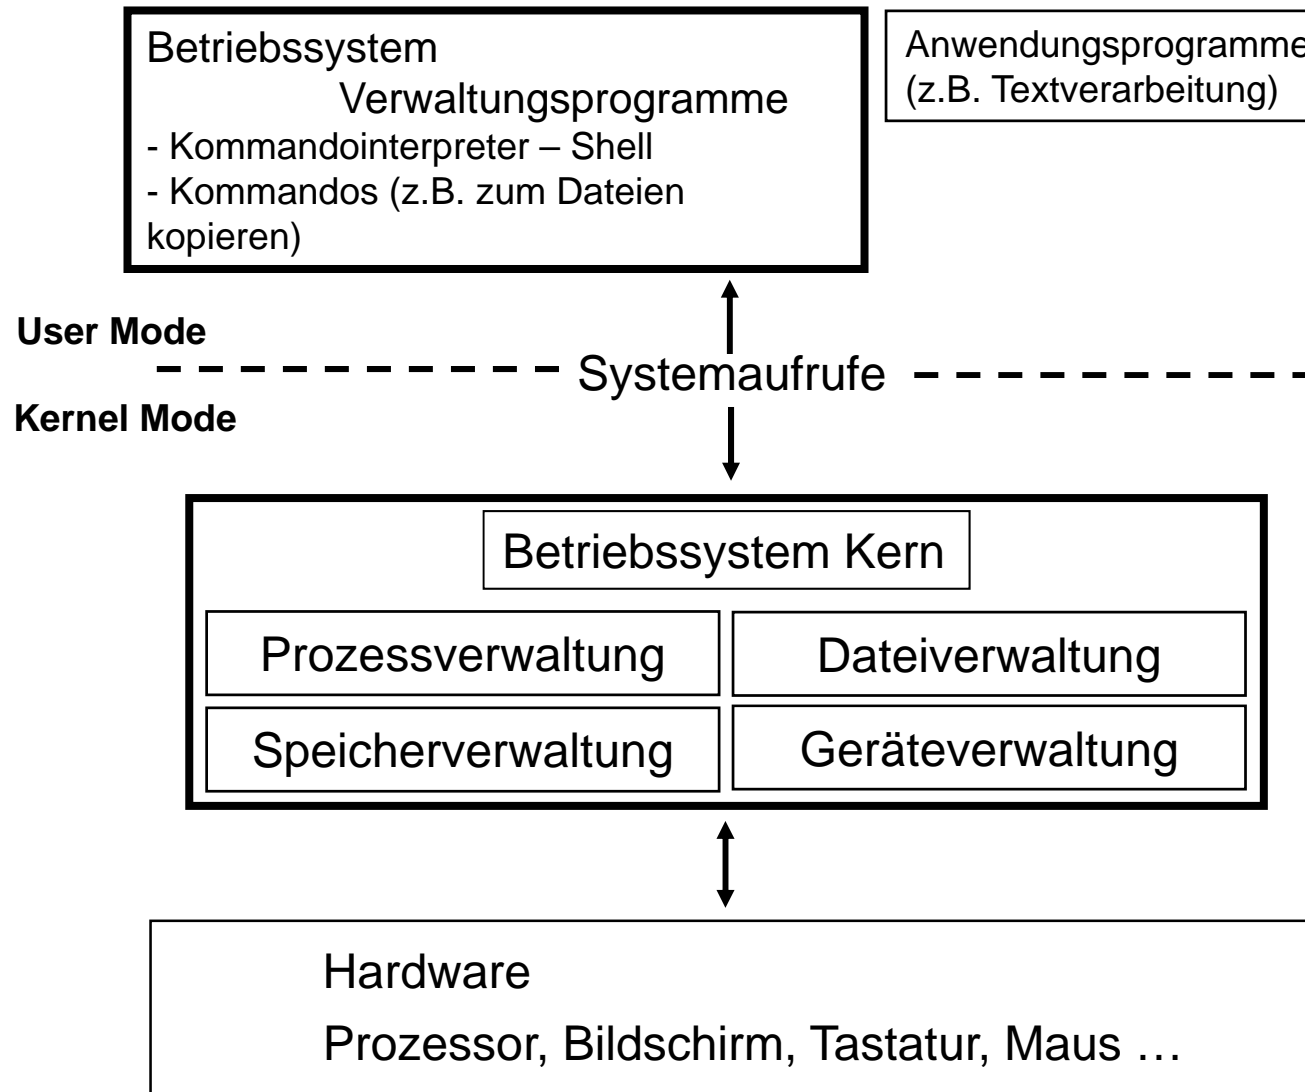 Betriebssystem
Verwaltungsprogramme
- Kommandointerpreter – Shell
- Kommandos (z.B. zum Dateien
kopieren)
Anwendungsprogramme
(z.B. Textverarbeitung)
User Mode
Systemaufrufe
Kernel Mode
Betriebssystem Kern
Prozessverwaltung
Dateiverwaltung
Speicherverwaltung
Geräteverwaltung
Hardware
Prozessor, Bildschirm, Tastatur, Maus …